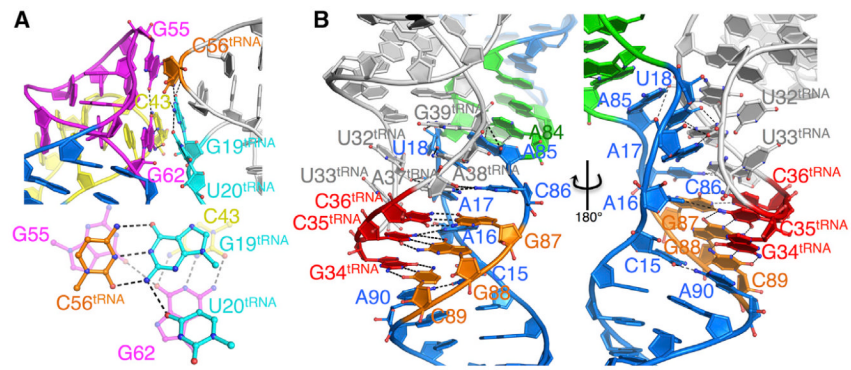 A
G55
C56tRNA
C43
G19tRNA
G62
U20tRNA
G55
C43
G19tRNA
C56tRNA
U20tRNA
G62
B
G39tRNA
A84
U32tRNA
U18
A85
U33tRNA
A38tRNA
C36tRNA
C86
A17
C35tRNA
A16
G87
G34tRNA
C15
G88
A90
C89
180°
U18
A85
U32tRNA
U33tRNA
A17
C36tRNA
C86
A16
G87
C35tRNA
G88
G34tRNA
C15
C89
A90